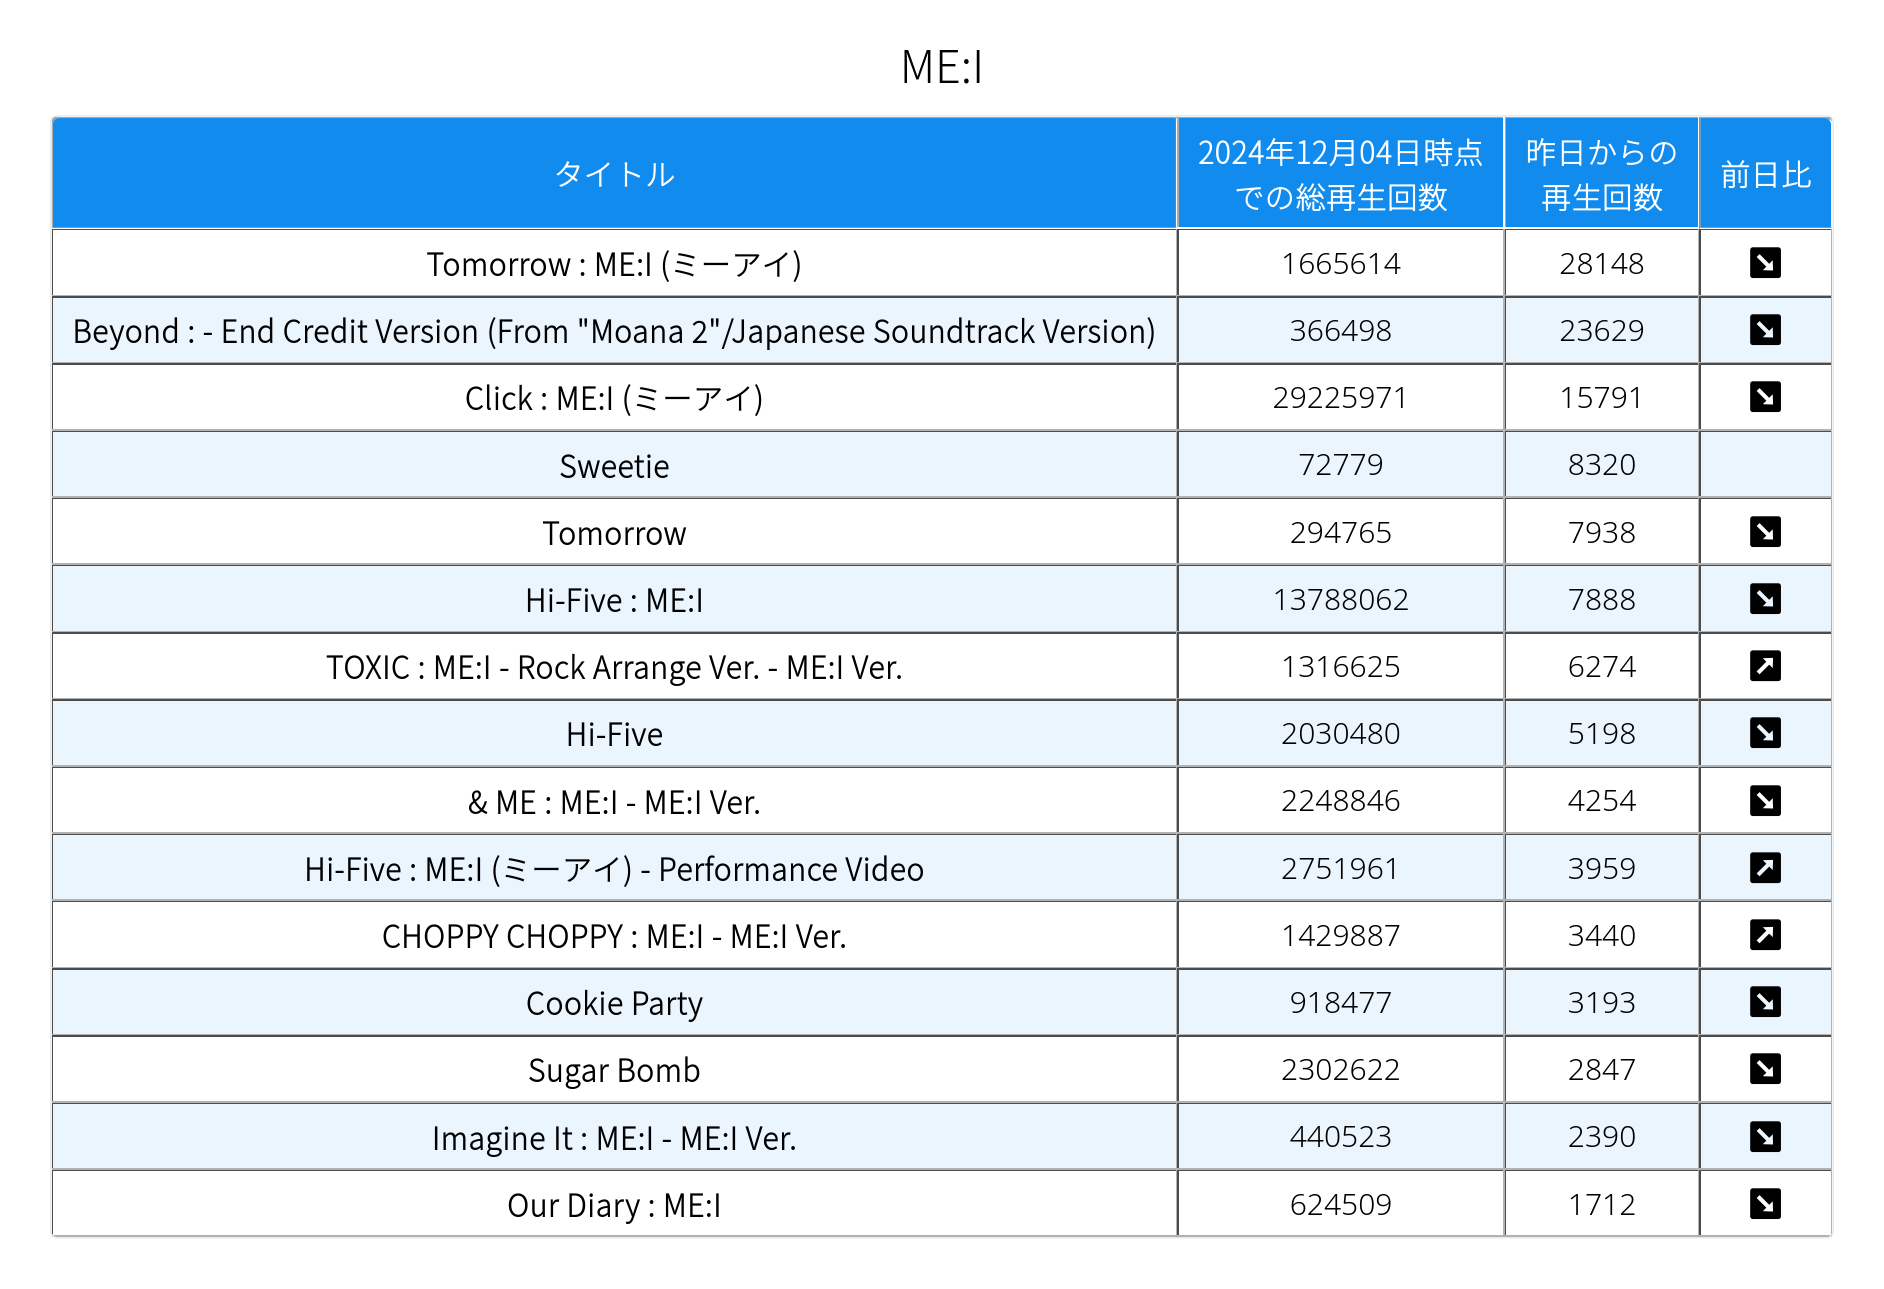 ME:I
タイトル 2024年12月04日時点での総再生回数 昨日からの再生回数 前日比
Tomorrow : ME:I (ミーアイ) 1665614 28148 ↘
Beyond : - End Credit Version (From "Moana 2"/Japanese Soundtrack Version) 366498 23629 ↘
Click : ME:I (ミーアイ) 29225971 15791 ↘
Sweetie 72779 8320
Tomorrow 294765 7938 ↘
Hi-Five : ME:I 13788062 7888 ↘
TOXIC : ME:I - Rock Arrange Ver. - ME:I Ver. 1316625 6274 ↗
Hi-Five 2030480 5198 ↘
& ME : ME:I - ME:I Ver. 2248846 4254 ↘
Hi-Five : ME:I (ミーアイ) - Performance Video 2751961 3959 ↗
CHOPPY CHOPPY : ME:I - ME:I Ver. 1429887 3440 ↗
Cookie Party 918477 3193 ↘
Sugar Bomb 2302622 2847 ↘
Imagine It : ME:I - ME:I Ver. 440523 2390 ↘
Our Diary : ME:I 624509 1712 ↘